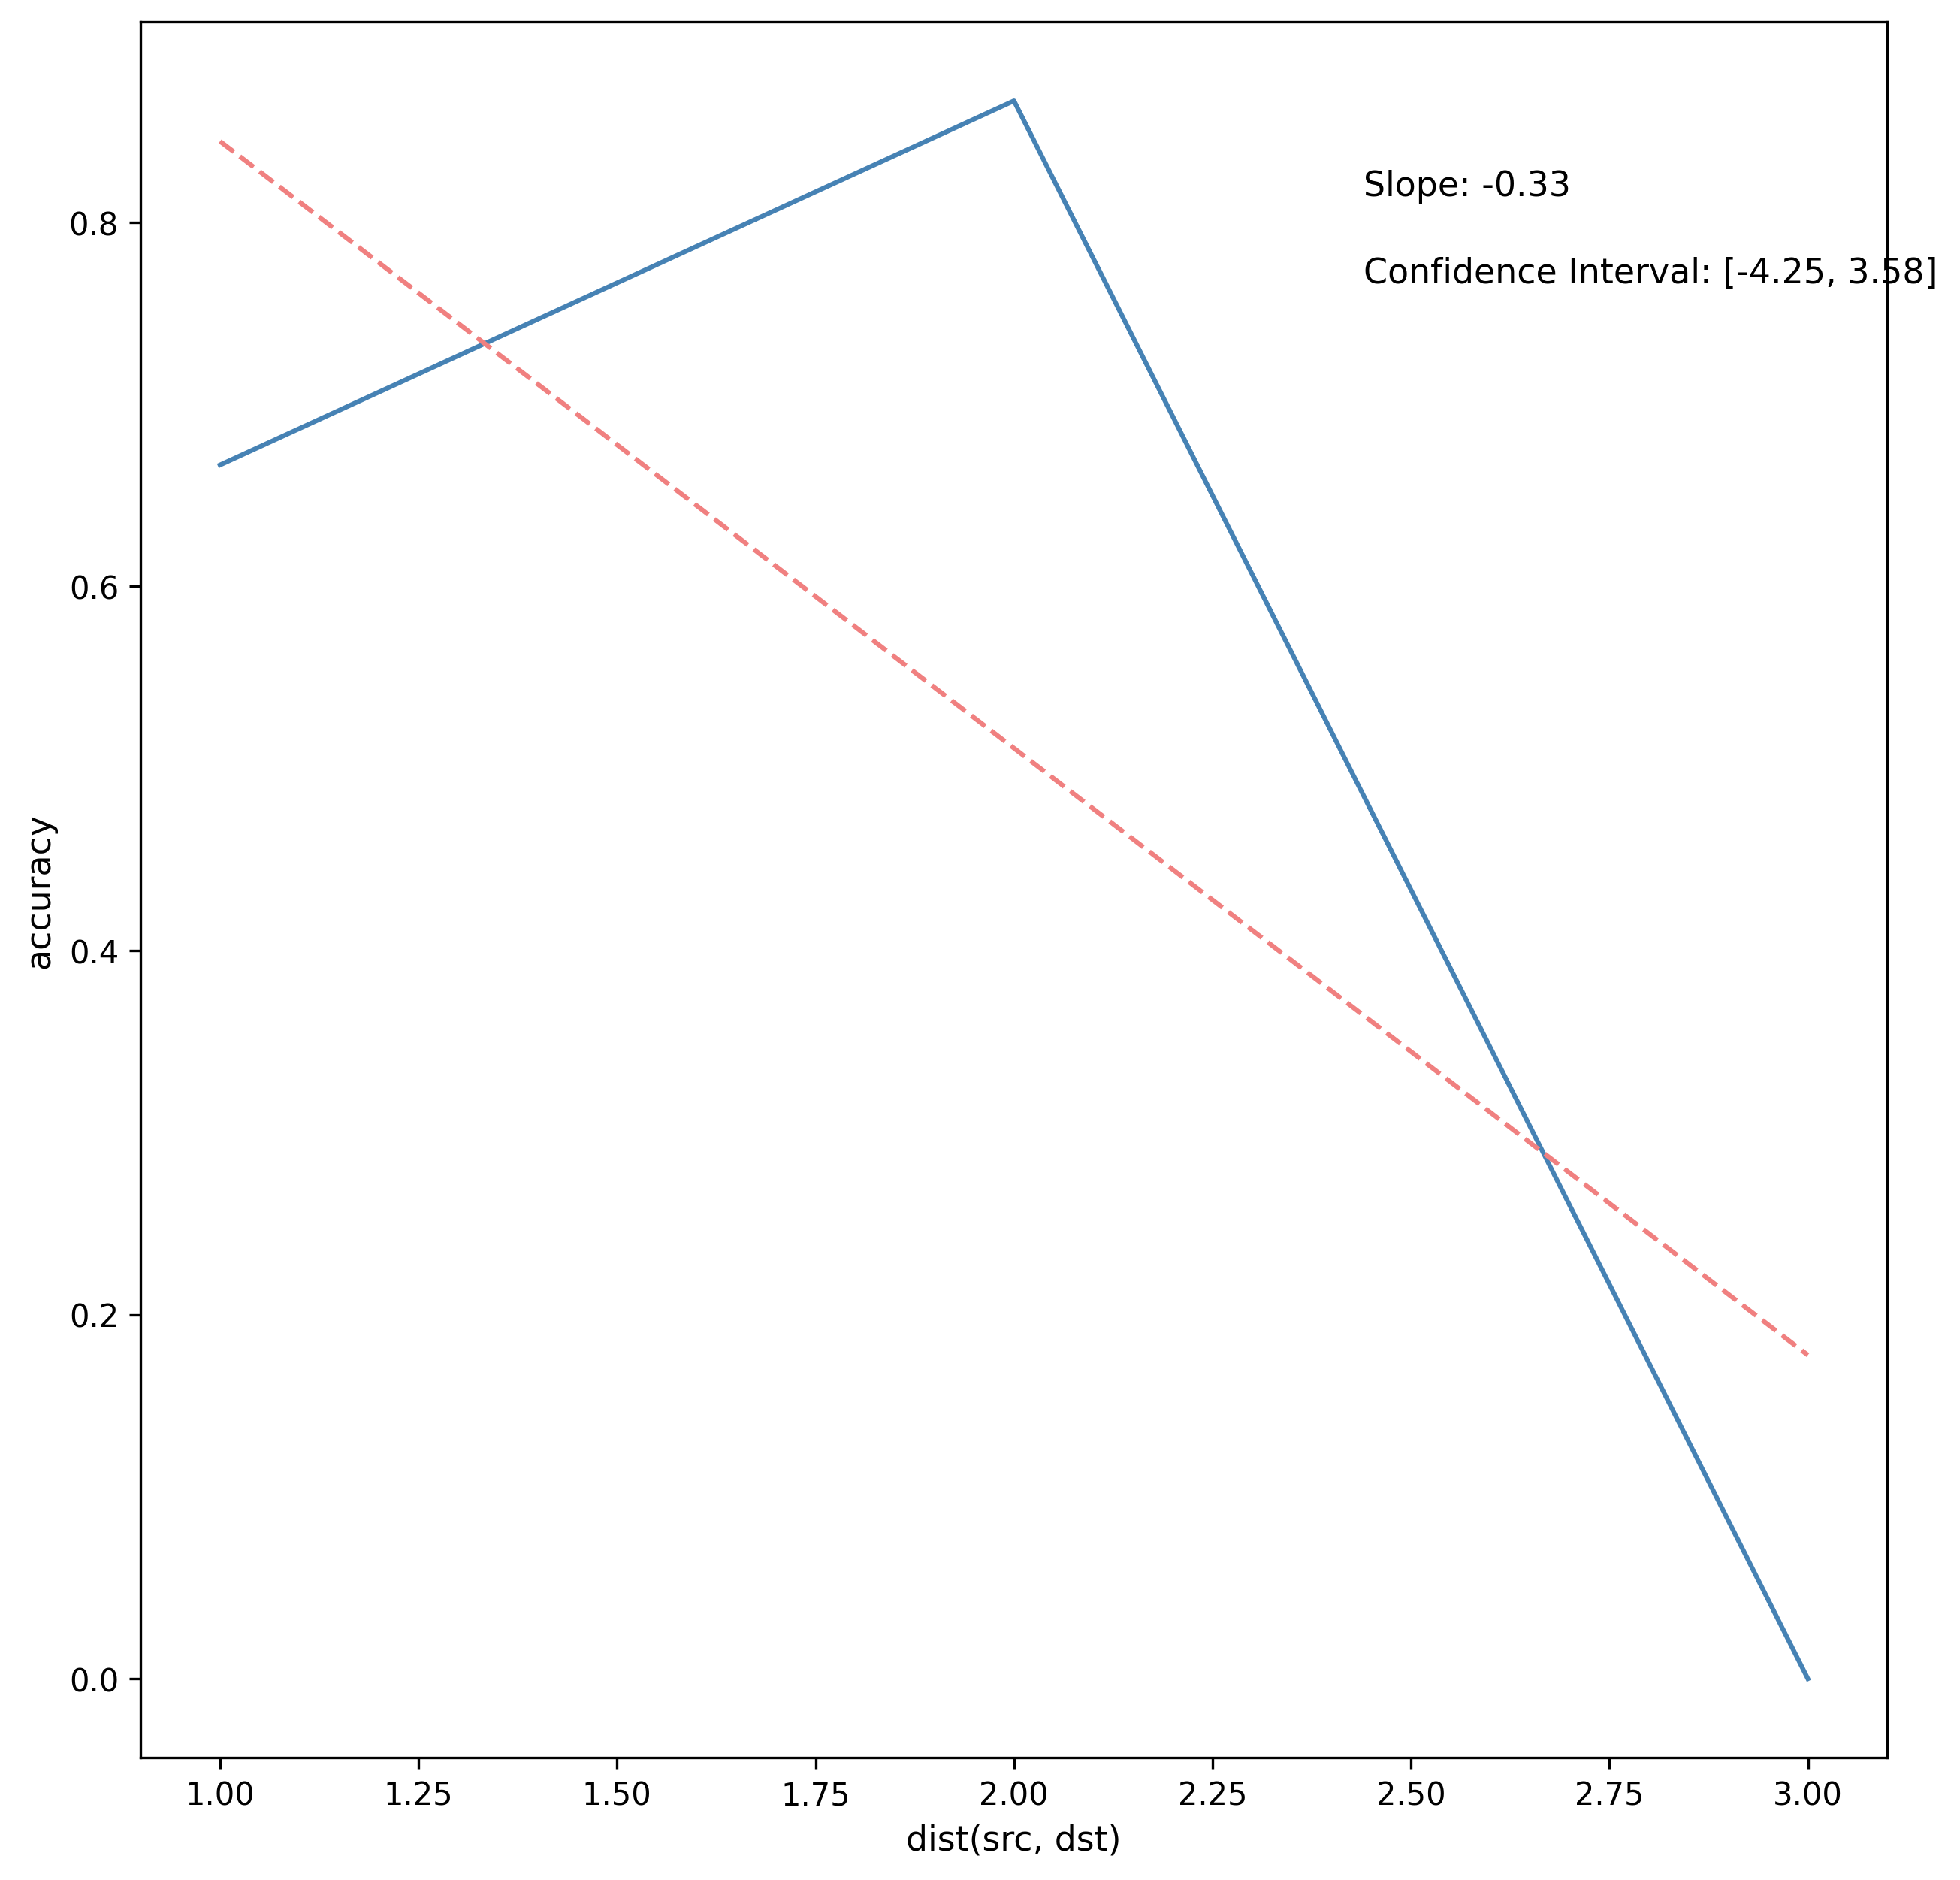 Slope: -0.33
Confidence Interval: [-4.25, 3.58]
accuracy
0.8
0.6
0.4
0.2
0.0
1.00 1.25 1.50 1.75 2.00 2.25 2.50 2.75 3.00
dist(src, dst)